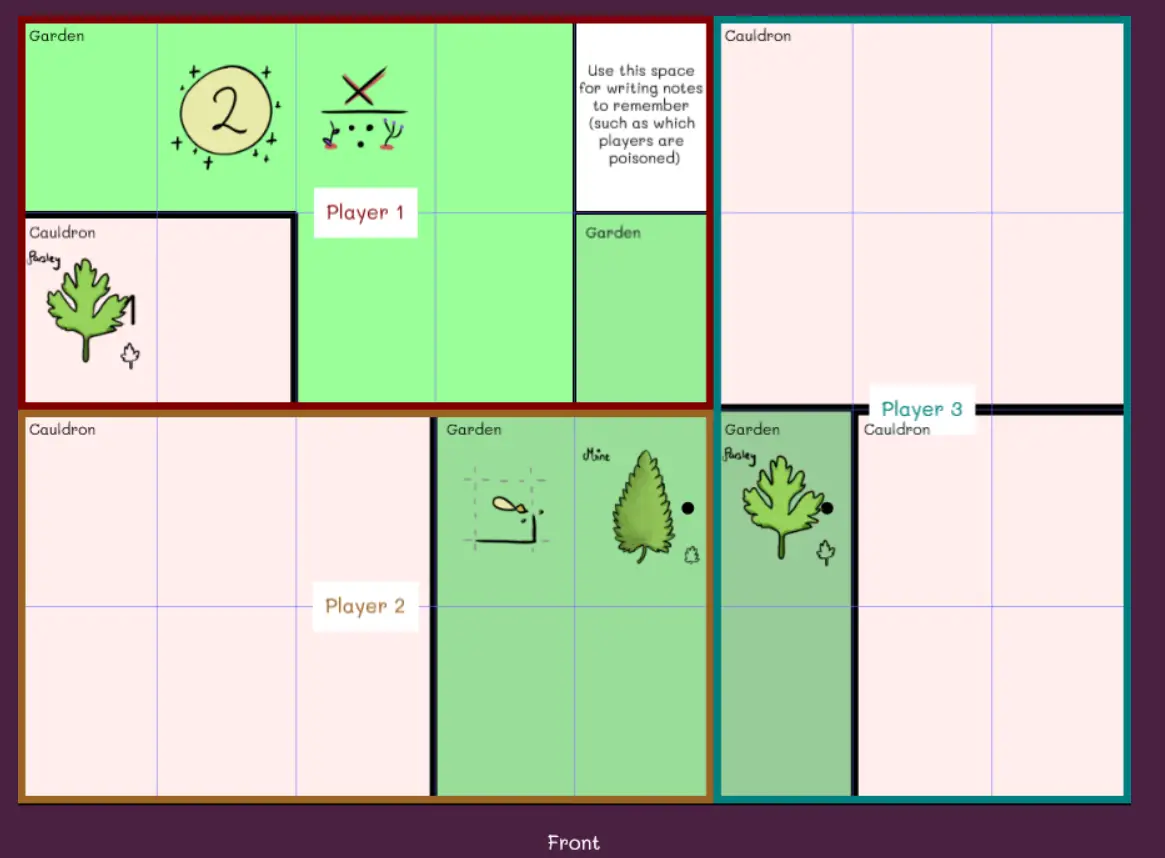 Garden
2
Use this space
for writing notes
to remember
(such as which
players are
poisoned)
Player 1
Cauldron
Parsley
1
Garden
Cauldron
Player 3
Cauldron
Garden
Mint
Player 2
Garden
Parsley
Cauldron
Front